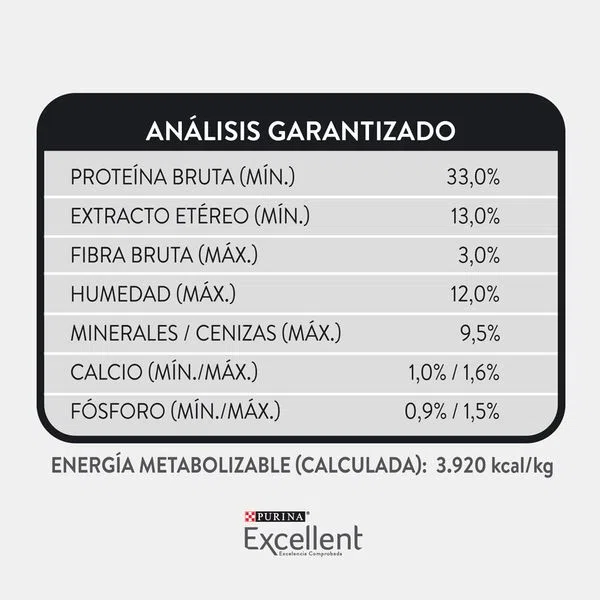 ANÁLISIS GARANTIZADO
PROTEÍNA BRUTA (MÍN.) 33,0%
EXTRACTO ETÉREO (MÍN.) 13,0%
FIBRA BRUTA (MÁX.) 3,0%
HUMEDAD (MÁX.) 12,0%
MINERALES / CENIZAS (MÁX.) 9,5%
CALCIO (MÍN./MÁX.) 1,0% / 1,6%
FÓSFORO (MÍN./MÁX.) 0,9% / 1,5%
ENERGÍA METABOLIZABLE (CALCULADA): 3.920 kcal/kg
PURINA®
Excellent
Excelencia Comprobada